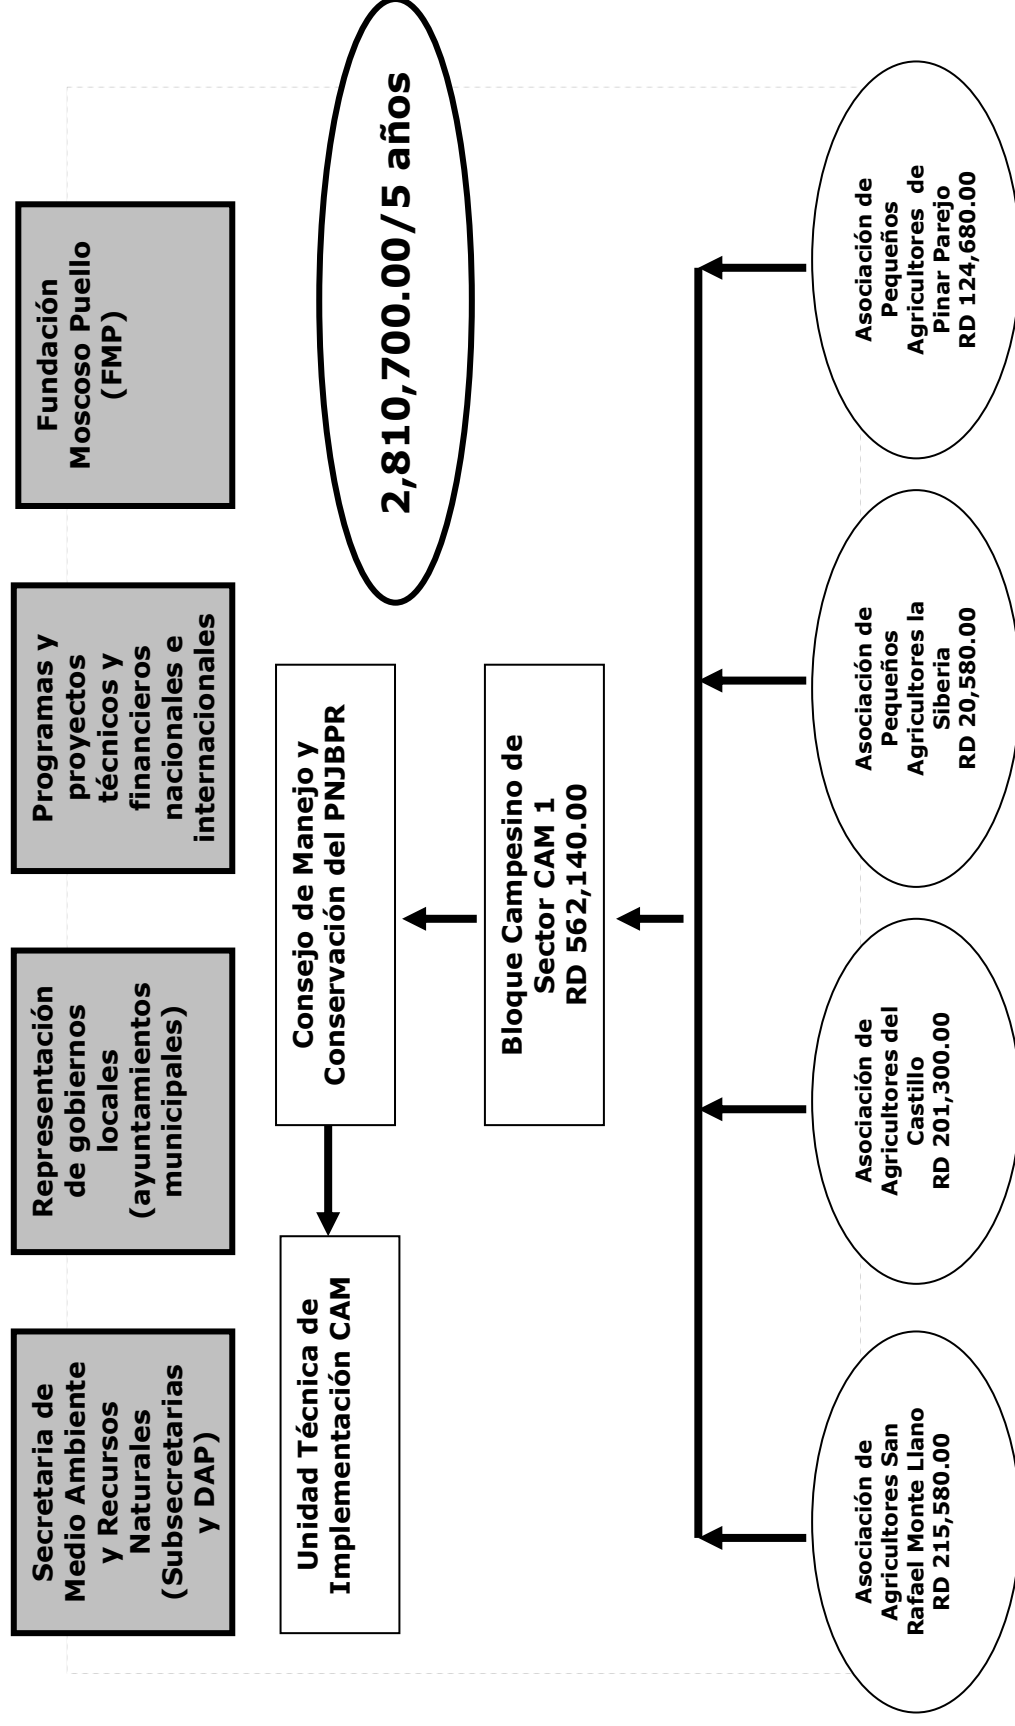 Secretaria de
Medio Ambiente
y Recursos
Naturales
(Subsecretarias
y DAP)
Representación
de gobiernos
locales
(ayuntamientos
municipales)
Programas y
proyectos
técnicos y
financieros
nacionales e
internacionales
Fundación
Moscoso Puello
(FMP)
Unidad Técnica de
Implementación CAM
Consejo de Manejo y
Conservación del PNJBPR
2,810,700.00/5 años
Bloque Campesino de
Sector CAM 1
RD 562,140.00
Asociación de
Agricultores San
Rafael Monte Llano
RD 215,580.00
Asociación de
Agricultores del
Castillo
RD 201,300.00
Asociación de
Pequeños
Agricultores la
Siberia
RD 20,580.00
Asociación de
Pequeños
Agricultores de
Pinar Parejo
RD 124,680.00